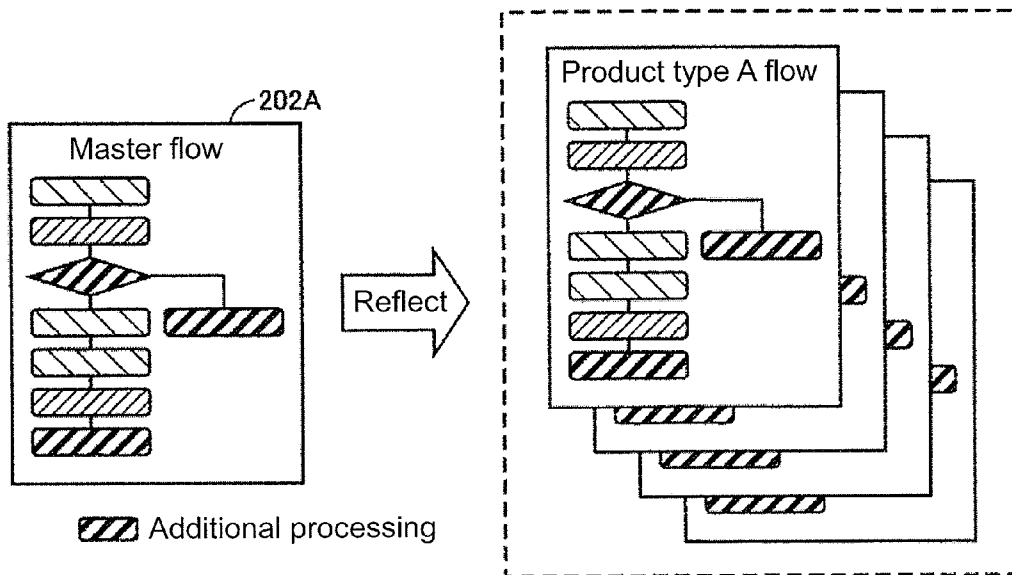 202A
Master flow
Reflect
Product type A flow
Additional processing